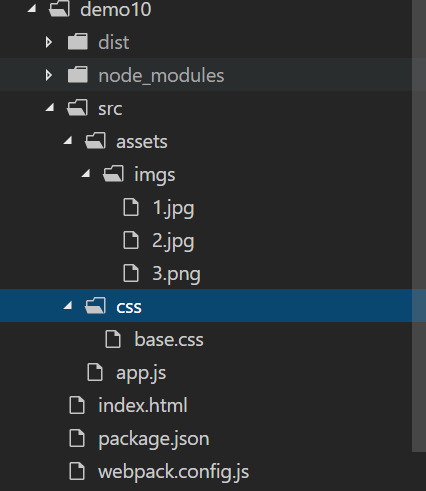 demo10
dist
node_modules
src
assets
imgs
1.jpg
2.jpg
3.png
css
base.css
app.js
index.html
package.json
webpack.config.js